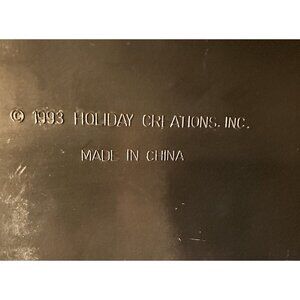 © 1993 HOLIDAY CREATIONS, INC.
MADE IN CHINA